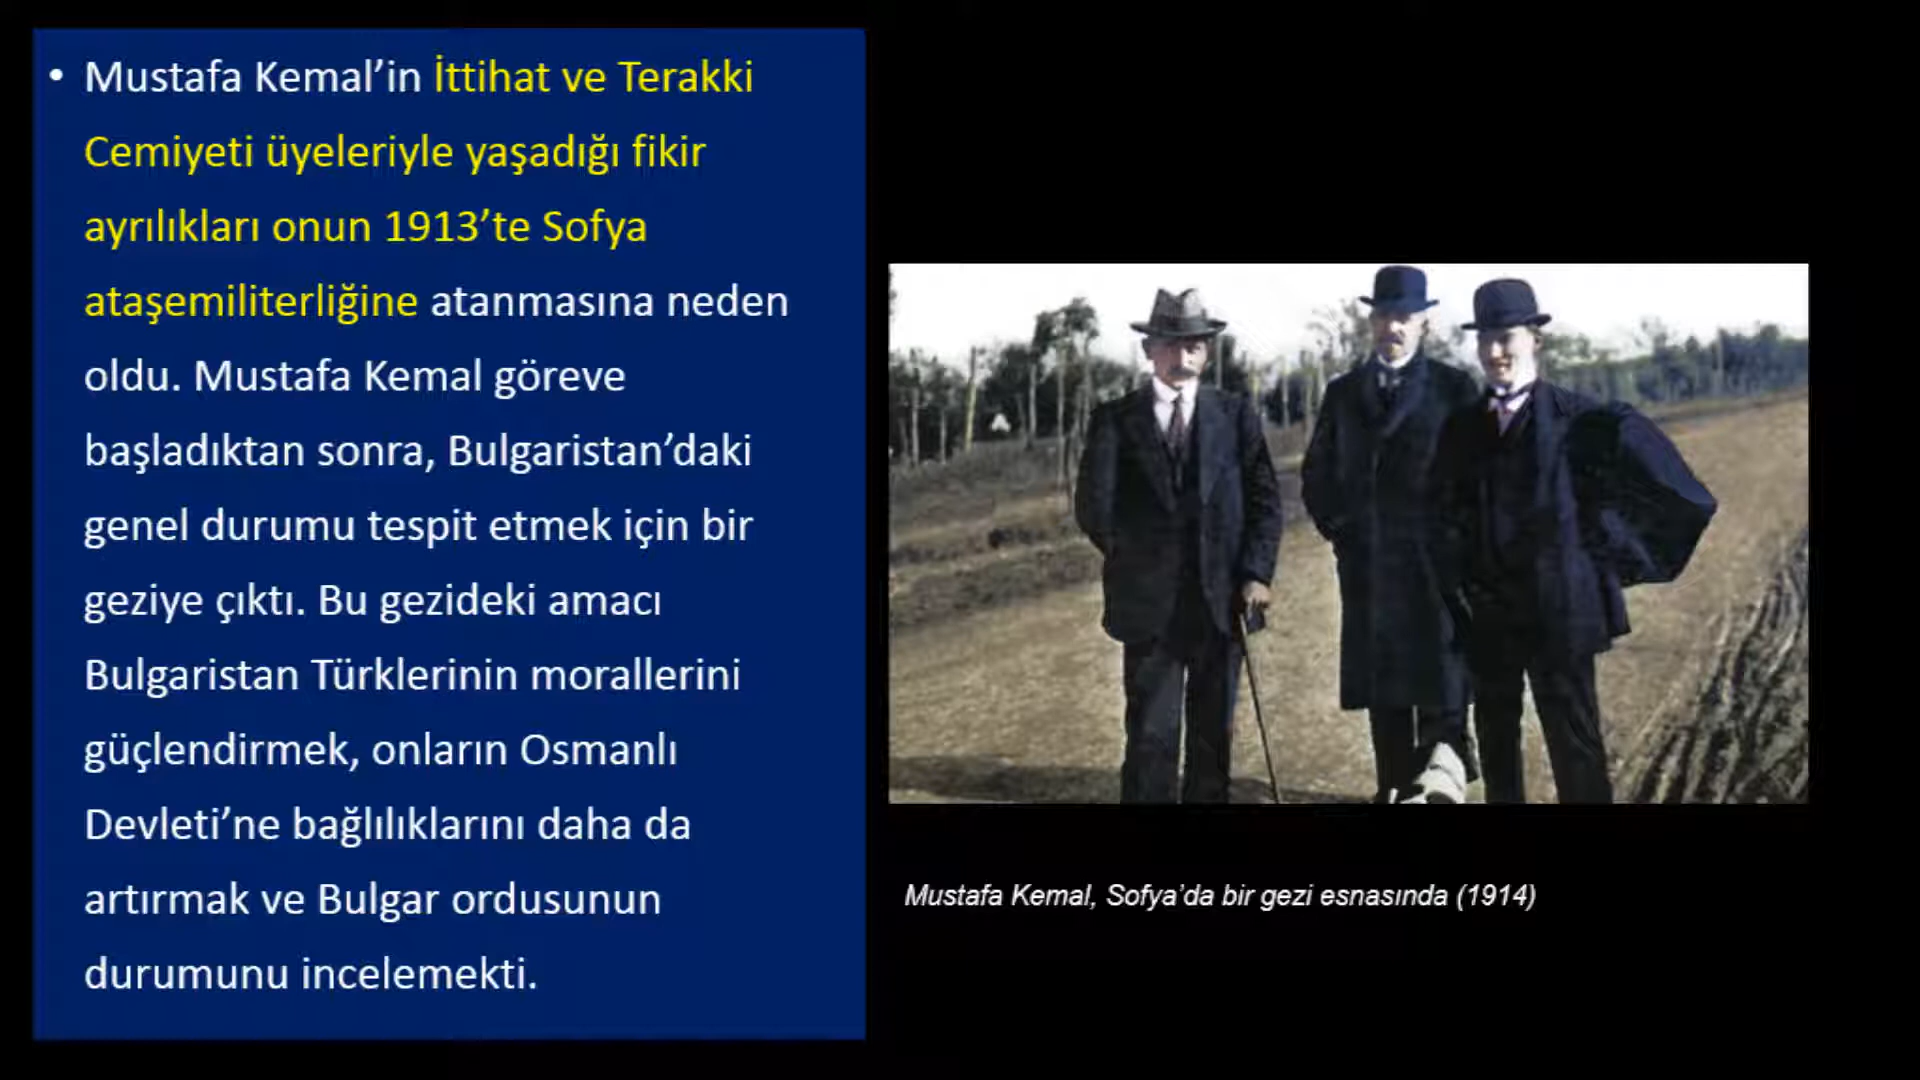 • Mustafa Kemal’in İttihat ve Terakki
Cemiyeti üyeleriyle yaşadığı fikir
ayrılıkları onun 1913’te Sofya
ataşemiliterliğine atanmasına neden
oldu. Mustafa Kemal göreve
başladıktan sonra, Bulgaristan’daki
genel durumu tespit etmek için bir
geziye çıktı. Bu gezideki amacı
Bulgaristan Türklerinin morallerini
güçlendirmek, onların Osmanlı
Devleti’ne bağlılıklarını daha da
artırmak ve Bulgar ordusunun
durumunu incelemekti.
Mustafa Kemal, Sofya’da bir gezi esnasında (1914)